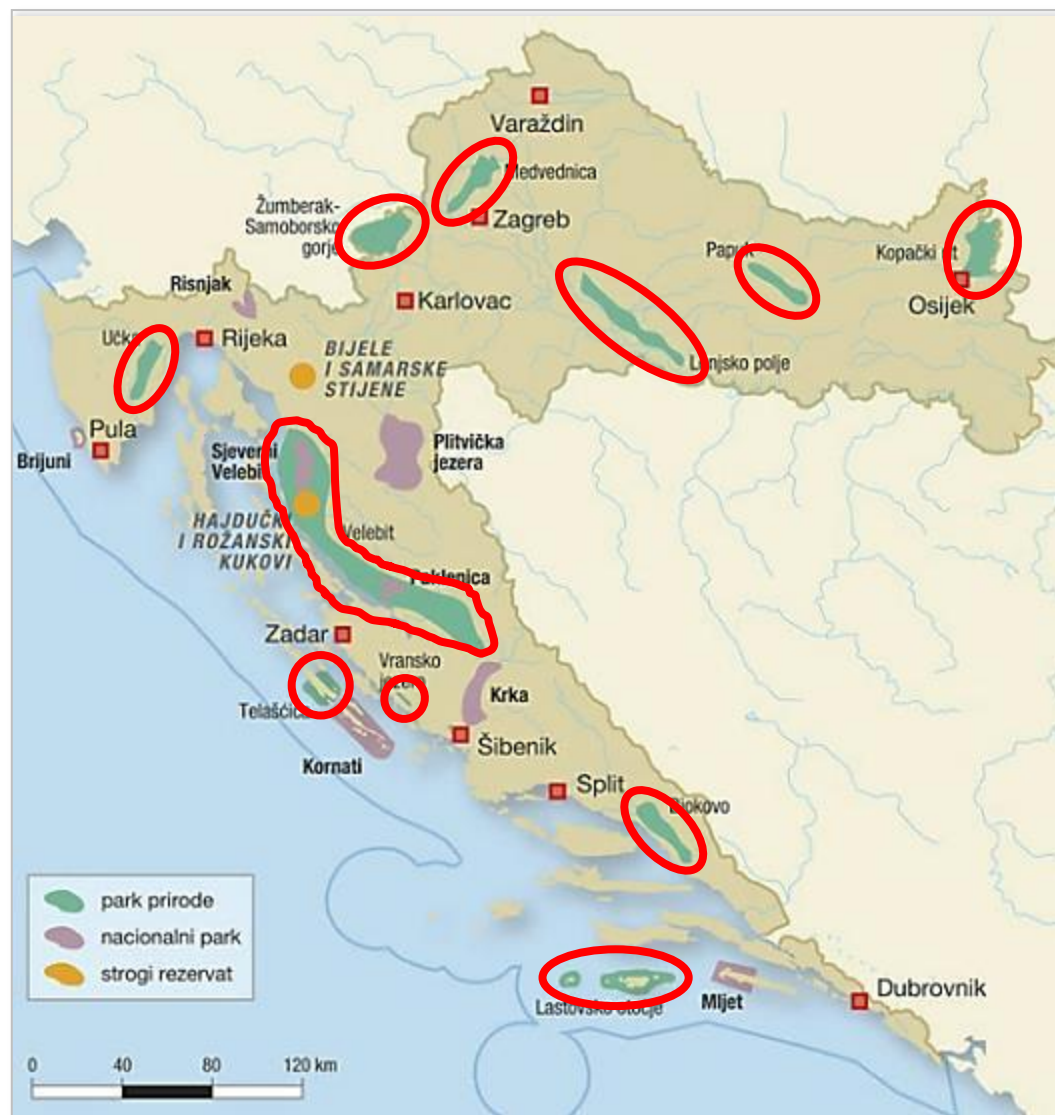 Varaždin
Medvednica
Žumberak-
Samoborsko
gorje
Zagreb
Papuk
Kopački rit
Risnjak
Karlovac
Osijek
Učka
Rijeka
BIJELE
I SAMARSKE
STIJENE
Lonjsko polje
Pula
Brijuni
Sjeverni
Velebit
Plitvička
jezera
HAJDUČKI
I ROŽANSKI
KUKOVI
Velebit
Paklenica
Zadar
Vransko
jezero
Krka
Telašćica
Šibenik
Kornati
Split
Biokovo
park prirode
nacionalni park
strogi rezervat
Lastovsko otočje
Mljet
Dubrovnik
0 40 80 120 km